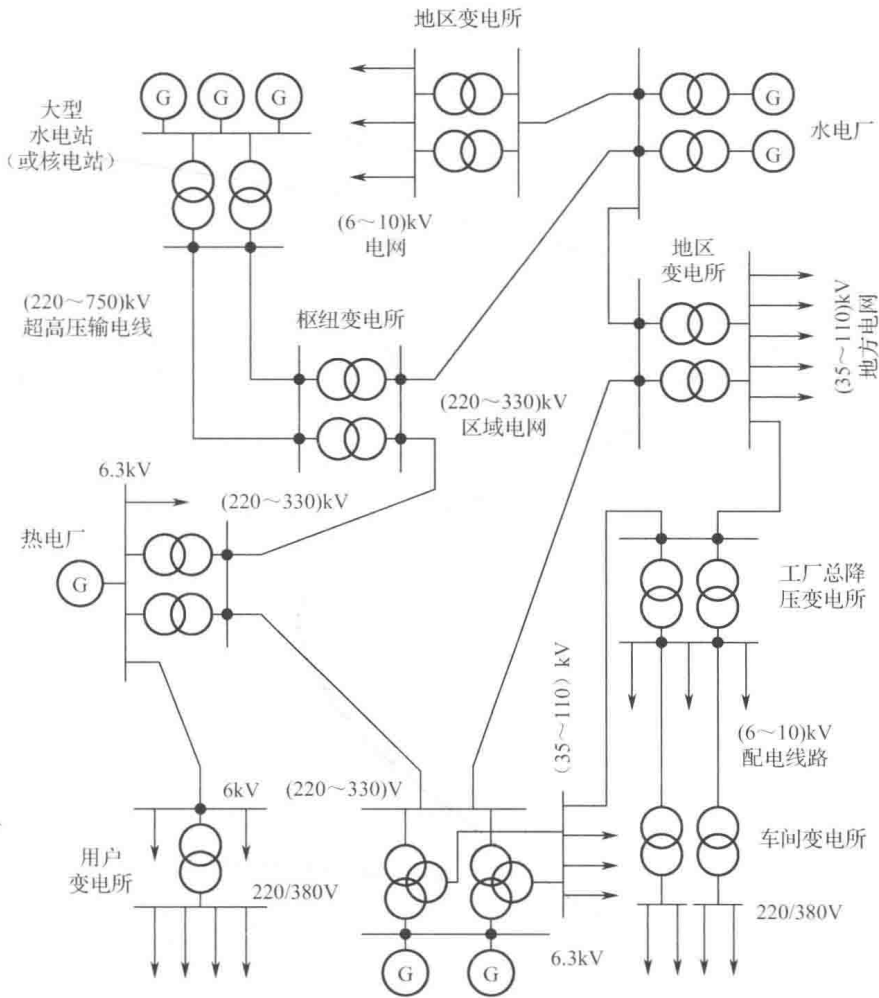 地区变电所
大型
水电站
（或核电站）
G
G
G
G
G
水电厂
(6～10)kV
电网
地区
变电所
(35～110)kV
地方电网
(220～750)kV
超高压输电线
枢纽变电所
(220～330)kV
区域电网
6.3kV
(220～330)kV
热电厂
G
工厂总降
压变电所
(35～110) kV
(6～10)kV
配电线路
6kV
(220～330)V
用户
变电所
车间变电所
220/380V
220/380V
6.3kV
G
G